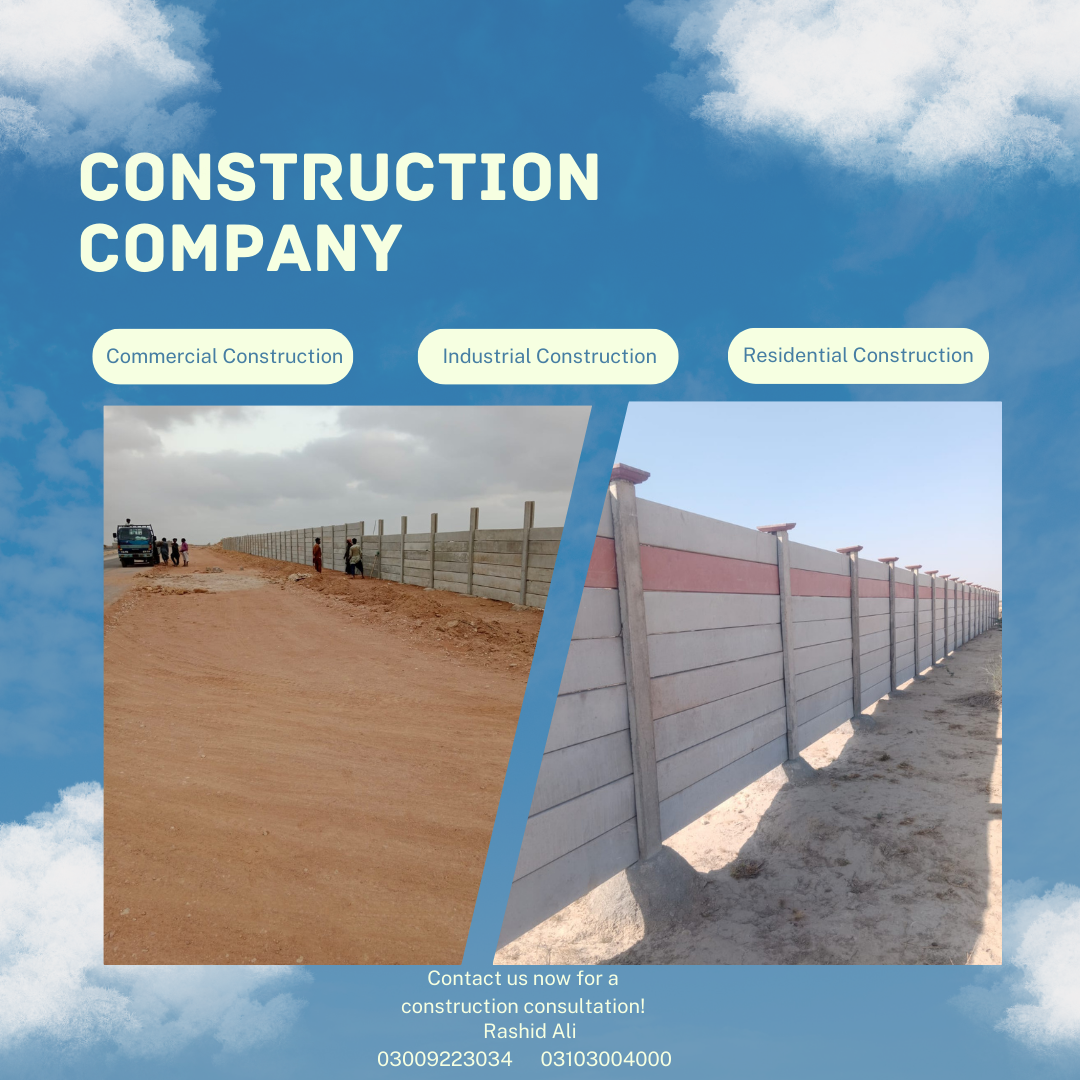 CONSTRUCTION
COMPANY
Commercial Construction
Industrial Construction
Residential Construction
Contact us now for a
construction consultation!
Rashid Ali
03009223034 03103004000